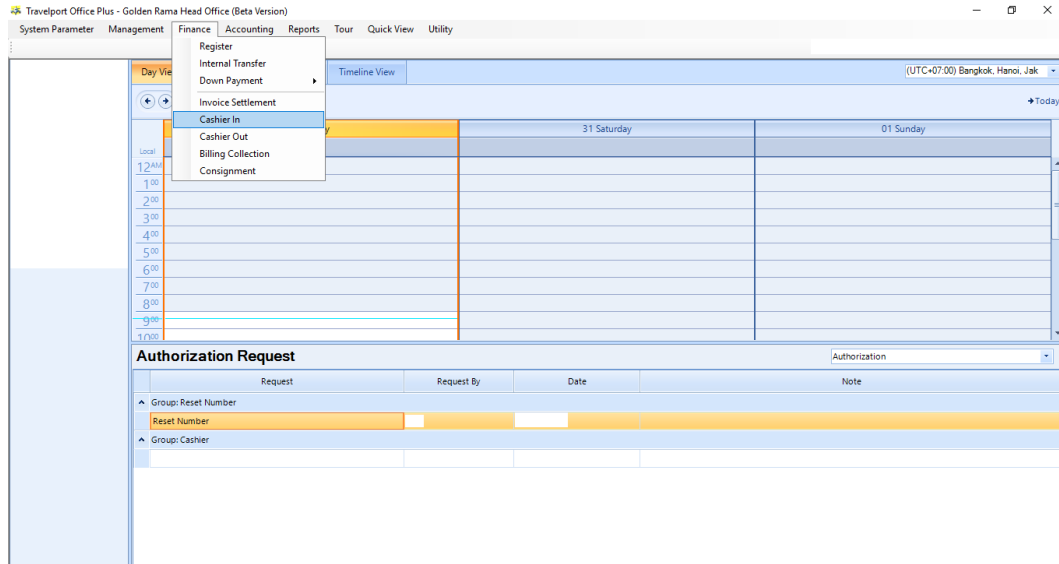 Travelport Office Plus - Golden Rama Head Office (Beta Version)
System Parameter Management Finance Accounting Reports Tour Quick View Utility
Register
Internal Transfer
Down Payment
Invoice Settlement
Cashier In
Cashier Out
Billing Collection
Consignment
Day Vie
Timeline View
(UTC+07:00) Bangkok, Hanoi, Jak
Today
y 31 Saturday 01 Sunday
Local
12 AM
1 00
2 00
3 00
4 00
5 00
6 00
7 00
8 00
9 00
10 00
Authorization Request
Authorization
Request Request By Date Note
Group: Reset Number
Reset Number
Group: Cashier